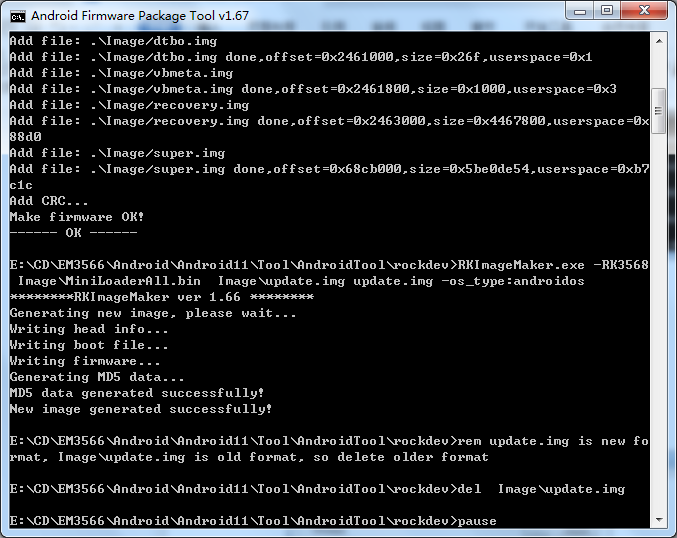 Android Firmware Package Tool v1.67
Add file: .\Image/dtbo.img
Add file: .\Image/dtbo.img done,offset=0x2461000,size=0x26f,userspace=0x1
Add file: .\Image/vbmeta.img
Add file: .\Image/vbmeta.img done,offset=0x2461800,size=0x1000,userspace=0x3
Add file: .\Image/recovery.img
Add file: .\Image/recovery.img done,offset=0x2463000,size=0x4467800,userspace=0x
88d0
Add file: .\Image/super.img
Add file: .\Image/super.img done,offset=0x68cb000,size=0x5be0de54,userspace=0xb7
c1c
Add CRC...
Make firmware OK!
------ OK ------
E:\CD\EM3566\Android\Android11\Tool\AndroidTool\rockdev>RKImageMaker.exe -RK3568
Image\MiniLoaderAll.bin  Image\update.img update.img -os_type:androidos
********RKImageMaker ver 1.66 ********
Generating new image, please wait...
Writing head info...
Writing boot file...
Writing firmware...
Generating MD5 data...
MD5 data generated successfully!
New image generated successfully!
E:\CD\EM3566\Android\Android11\Tool\AndroidTool\rockdev>rem update.img is new fo
rmat, Image\update.img is old format, so delete older format
E:\CD\EM3566\Android\Android11\Tool\AndroidTool\rockdev>del  Image\update.img
E:\CD\EM3566\Android\Android11\Tool\AndroidTool\rockdev>pause